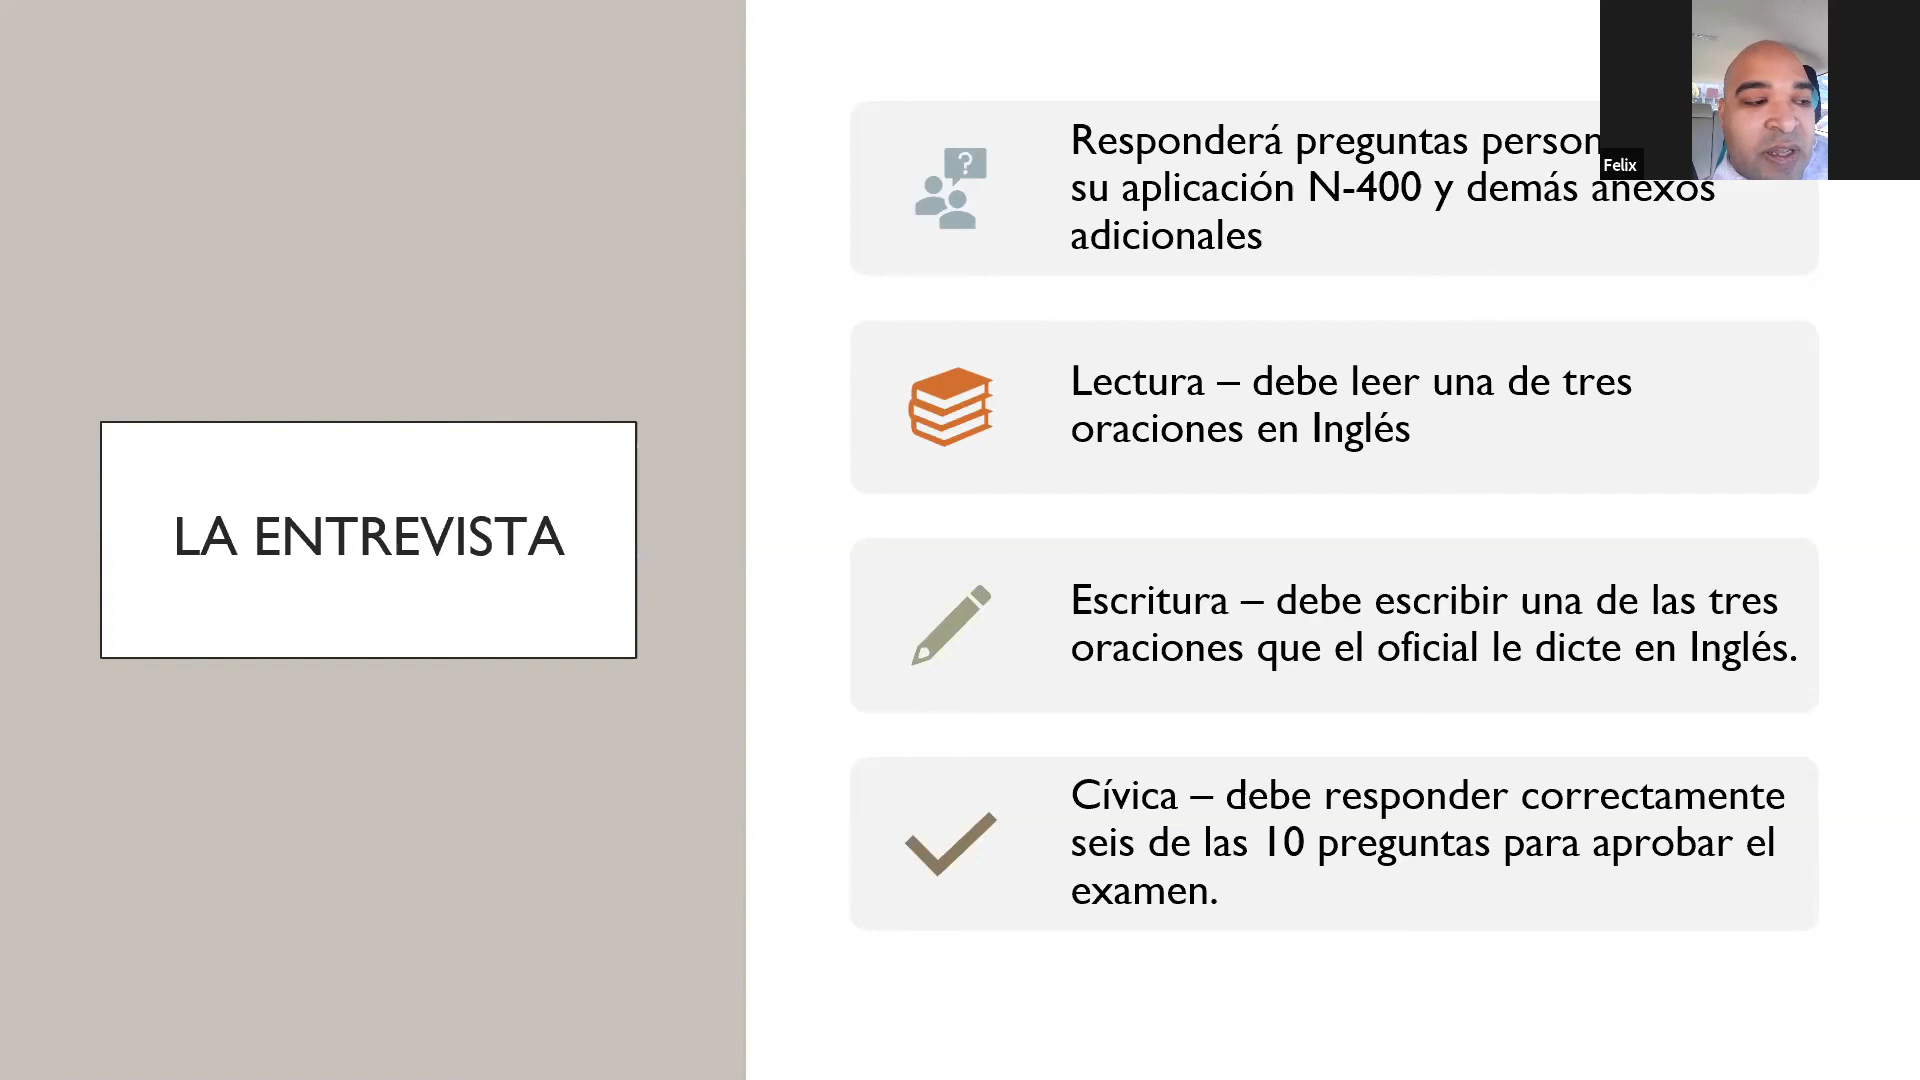 LA ENTREVISTA
Responderá preguntas
su aplicación N-400 y demás anexos
adicionales
Lectura – debe leer una de tres
oraciones en Inglés
Escritura – debe escribir una de las tres
oraciones que el oficial le dicte en Inglés.
Cívica – debe responder correctamente
seis de las 10 preguntas para aprobar el
examen.
Felix